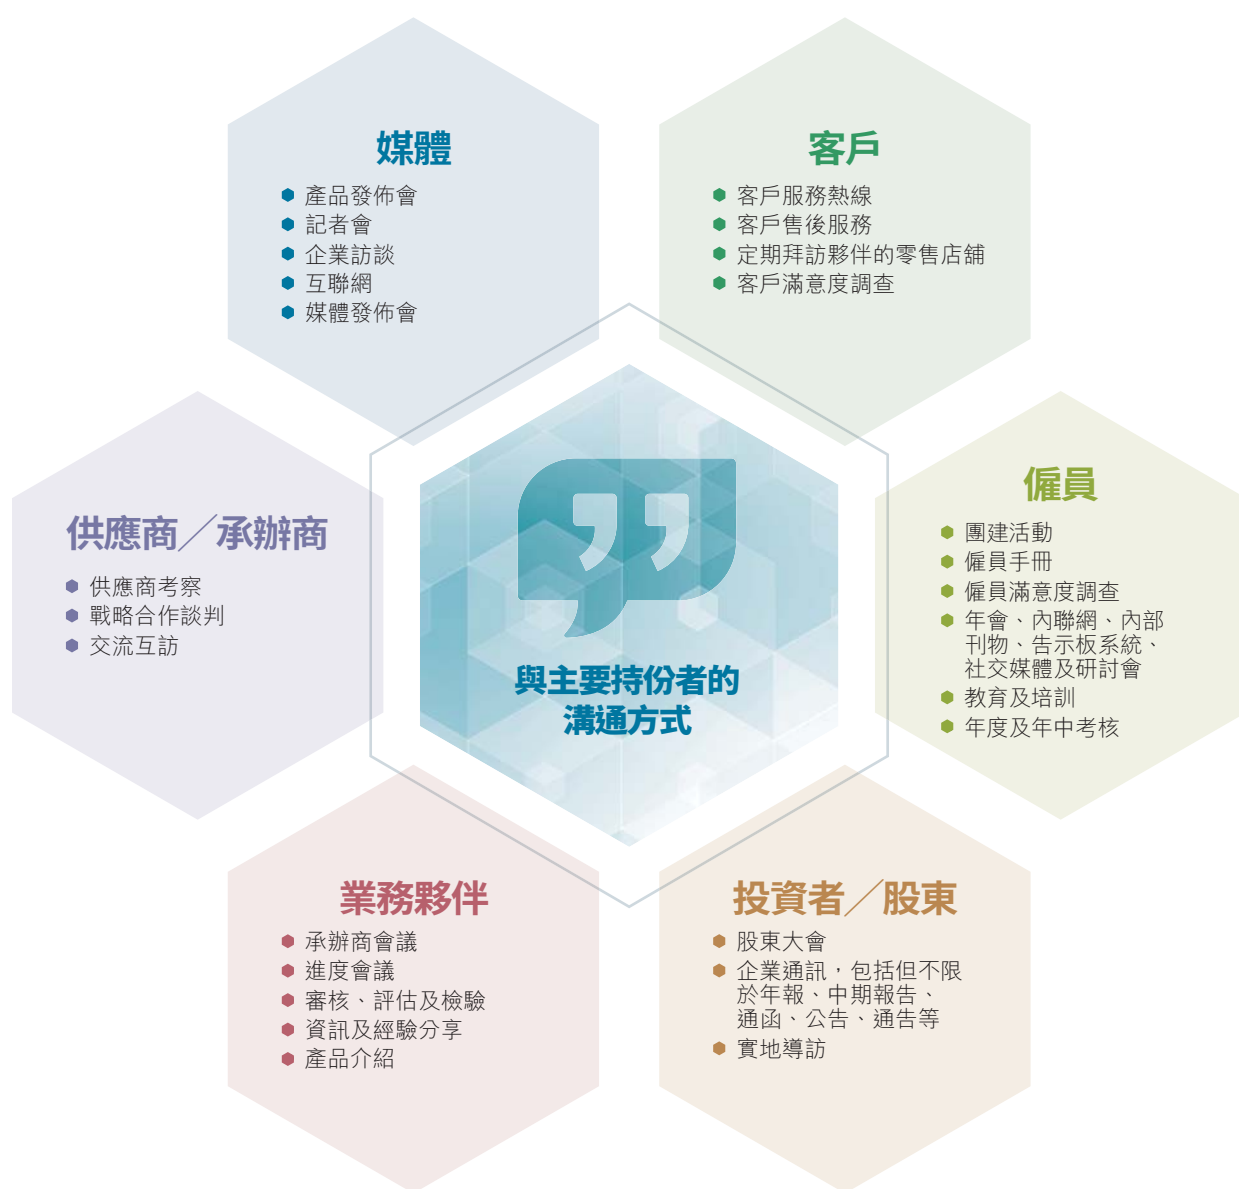 媒體
產品發佈會
記者會
企業訪談
互聯網
媒體發佈會
客戶
客戶服務熱線
客戶售後服務
定期拜訪夥伴的零售店舖
客戶滿意度調查
供應商／承辦商
供應商考察
戰略合作談判
交流互訪
與主要持份者的
溝通方式
僱員
團建活動
僱員手冊
僱員滿意度調查
年會、內聯網、內部
刊物、告示板系統、
社交媒體及研討會
教育及培訓
年度及年中考核
業務夥伴
承辦商會議
進度會議
審核、評估及檢驗
資訊及經驗分享
產品介紹
投資者／股東
股東大會
企業通訊，包括但不限
於年報、中期報告、
通函、公告、通告等
實地導訪